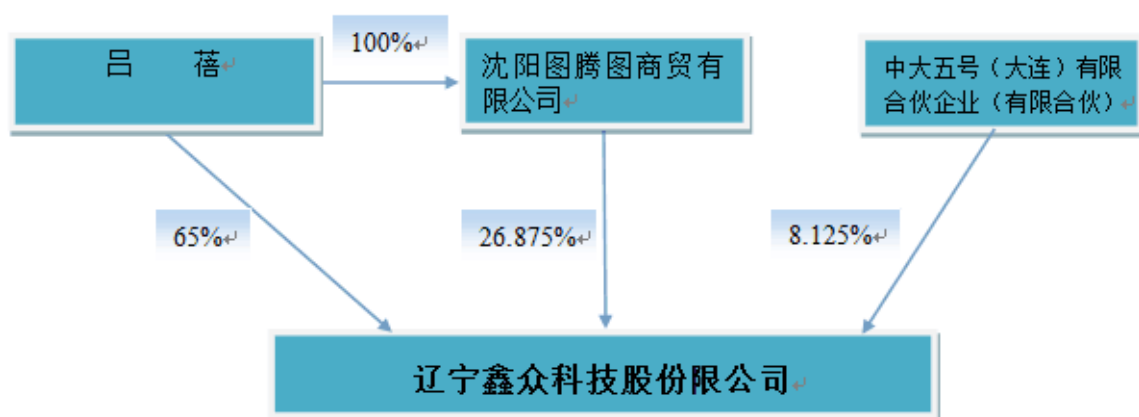 100%
吕 蓓
沈阳图腾图商贸有
限公司
中大五号（大连）有限
合伙企业（有限合伙）
65%
26.875%
8.125%
辽宁鑫众科技股份限公司